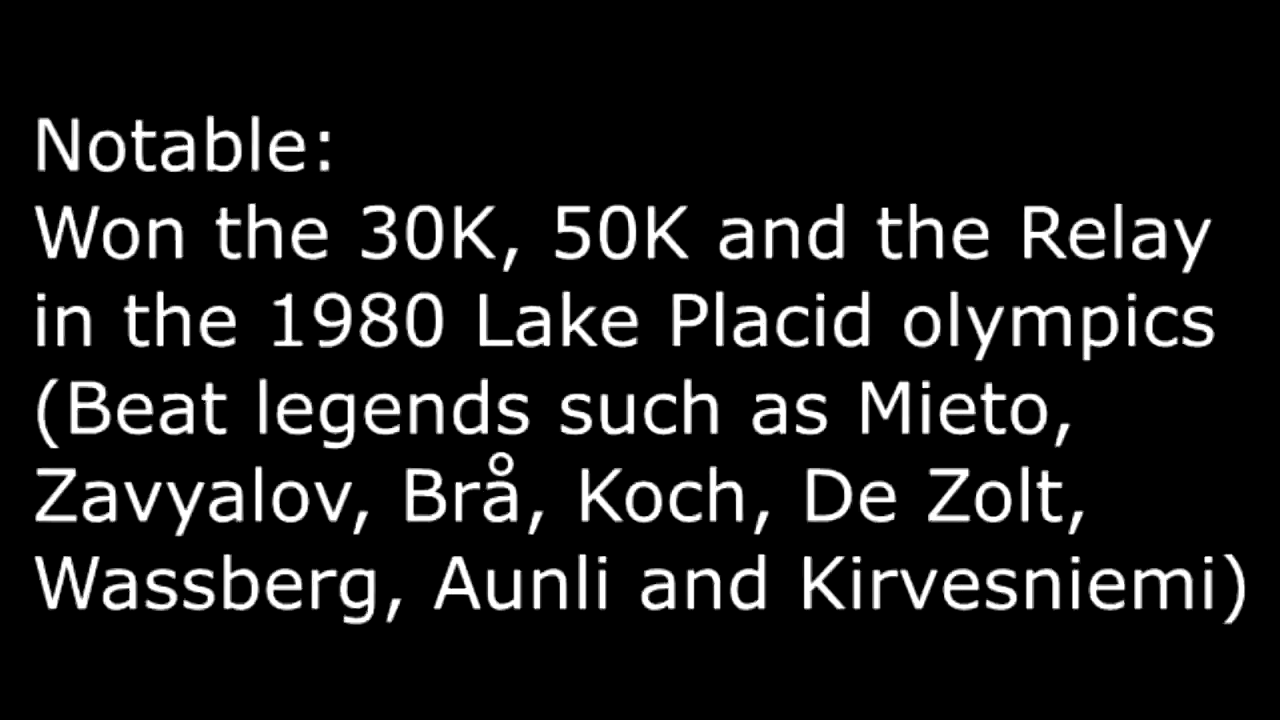 Notable:
Won the 30K, 50K and the Relay
in the 1980 Lake Placid olympics
(Beat legends such as Mieto,
Zavyalov, Brå, Koch, De Zolt,
Wassberg, Aunli and Kirvesniemi)